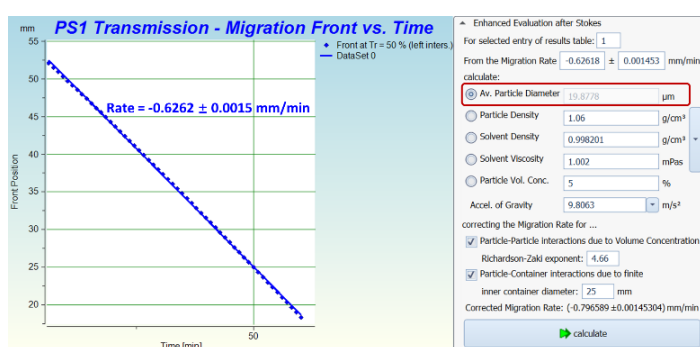 mm
PS1 Transmission - Migration Front vs. Time
Front at Tr = 50 % (left inters.)
DataSet 0
55
50
45
40
35
30
25
20
Front Position
Rate = -0.6262 ± 0.0015 mm/min
50
Time [min]
Enhanced Evaluation after Stokes
For selected entry of results table: 1
From the Migration Rate -0.62618 ± 0.001453 mm/min
calculate:
Av. Particle Diameter 19.8778 µm
Particle Density 1.06 g/cm³
Solvent Density 0.998201 g/cm³
Solvent Viscosity 1.002 mPas
Particle Vol. Conc. 5 %
Accel. of Gravity 9.8063 m/s²
correcting the Migration Rate for ...
Particle-Particle interactions due to Volume Concentration
Richardson-Zaki exponent: 4.66
Particle-Container interactions due to finite
inner container diameter: 25 mm
Corrected Migration Rate: (-0.796589 ±0.00145304) mm/min
calculate